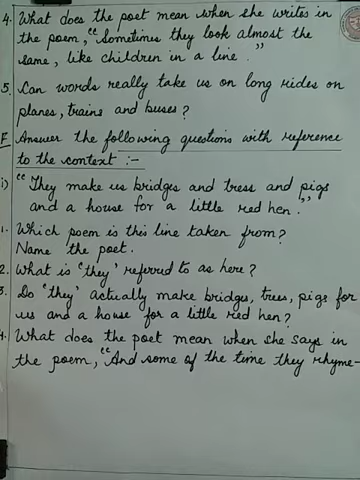 4. What does the poet mean when she writes in
the poem, "Sometimes they look almost the
same, like children in a line."
5. Can words really take us on long rides on
planes, trains and buses?
F Answer the following questions with reference
to the context :-
i) "They make us bridges and tress and pigs
and a house for a little red hen."
1. Which poem is this line taken from?
Name the poet.
2. What is 'they' referred to as here?
3. Do 'they' actually make bridges, trees, pigs for
us and a house for a little red hen?
4. What does the poet mean when she says in
the poem, "And some of the time they rhyme-